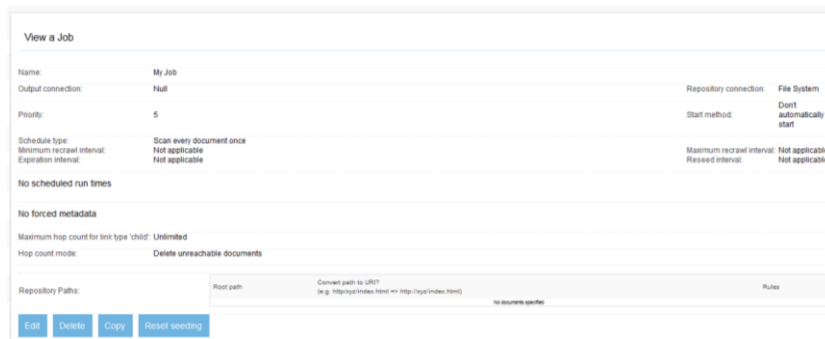 View a Job
Name: My Job
Output connection: Null Repository connection: File System
Priority: 5 Start method: Don't automatically start
Schedule type: Scan every document once
Minimum recrawl interval: Not applicable Maximum recrawl interval: Not applicable
Expiration interval: Not applicable Reseed interval: Not applicable
No scheduled run times
No forced metadata
Maximum hop count for link type 'child': Unlimited
Hop count mode: Delete unreachable documents
Repository Paths: Root path Convert path to URI? Rules
(e.g. http/xyz/index.html => http://xyz/index.html)
No documents specified
Edit Delete Copy Reset seeding